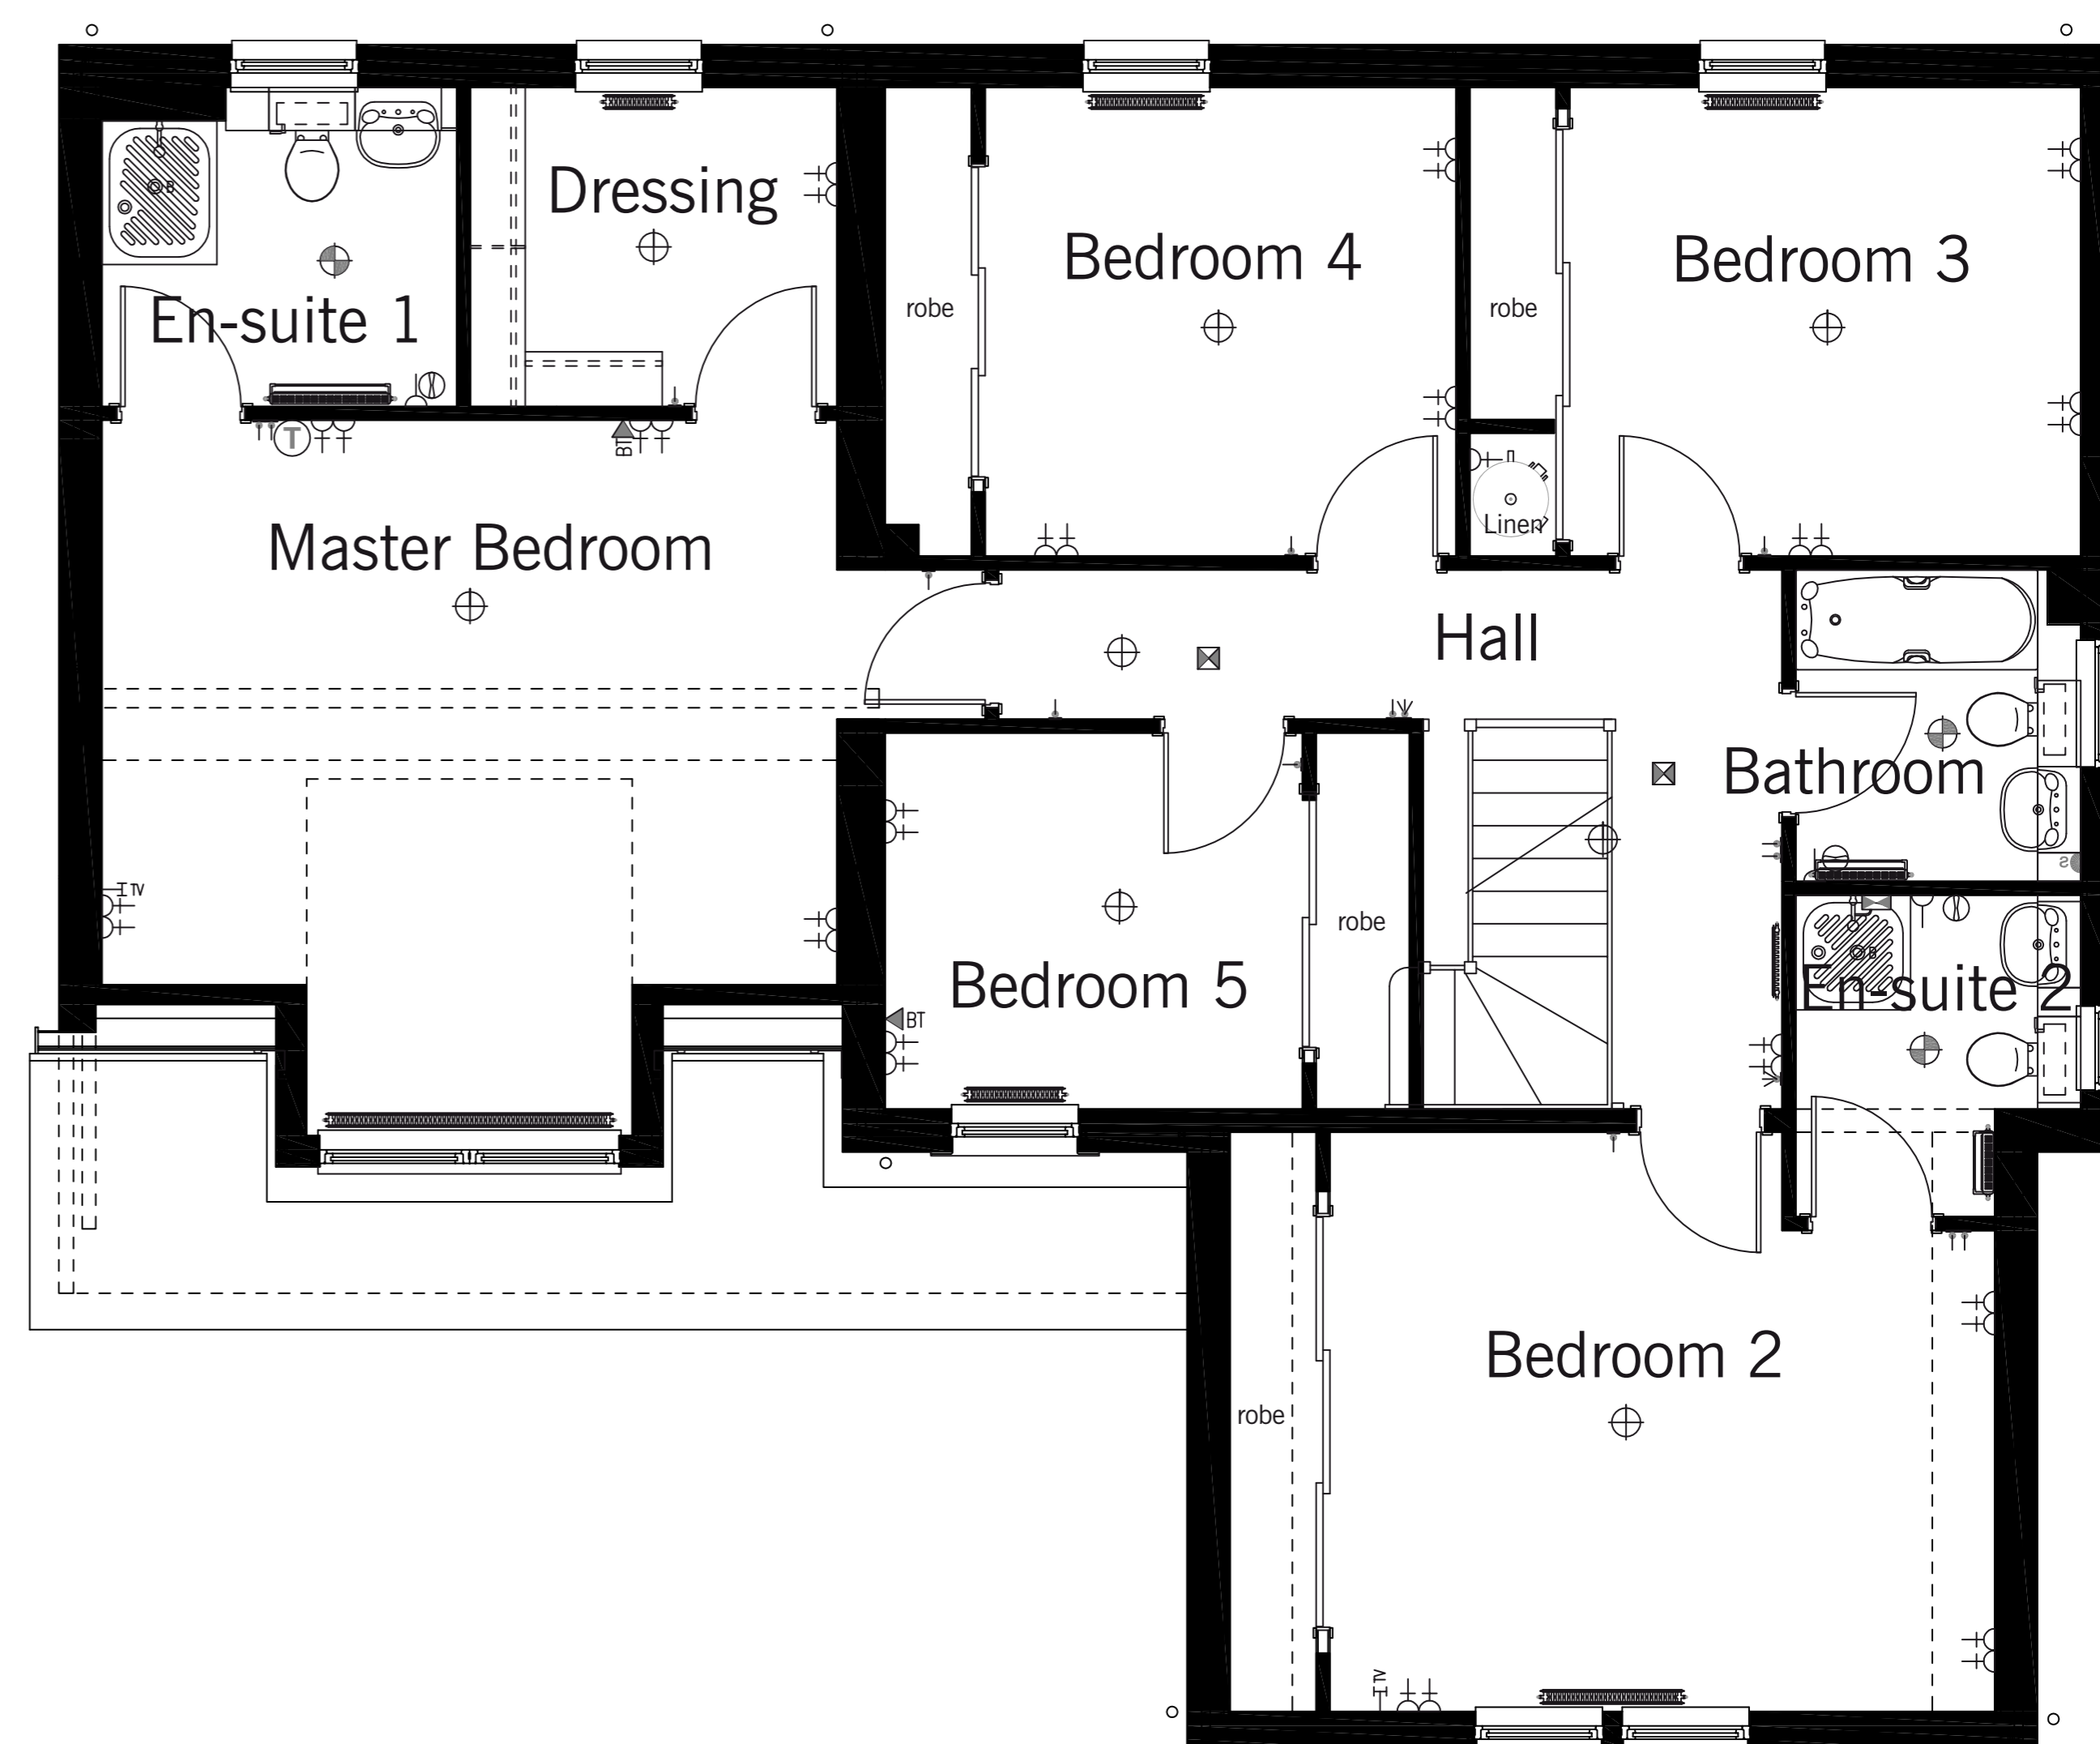 Dressing
Bedroom 4
Bedroom 3
B
En-suite 1
robe
robe
T
BT
Linen
Master Bedroom
Hall
Bathroom
TV
S
robe
B
Bedroom 5
En-suite 2
BT
Bedroom 2
robe
TV